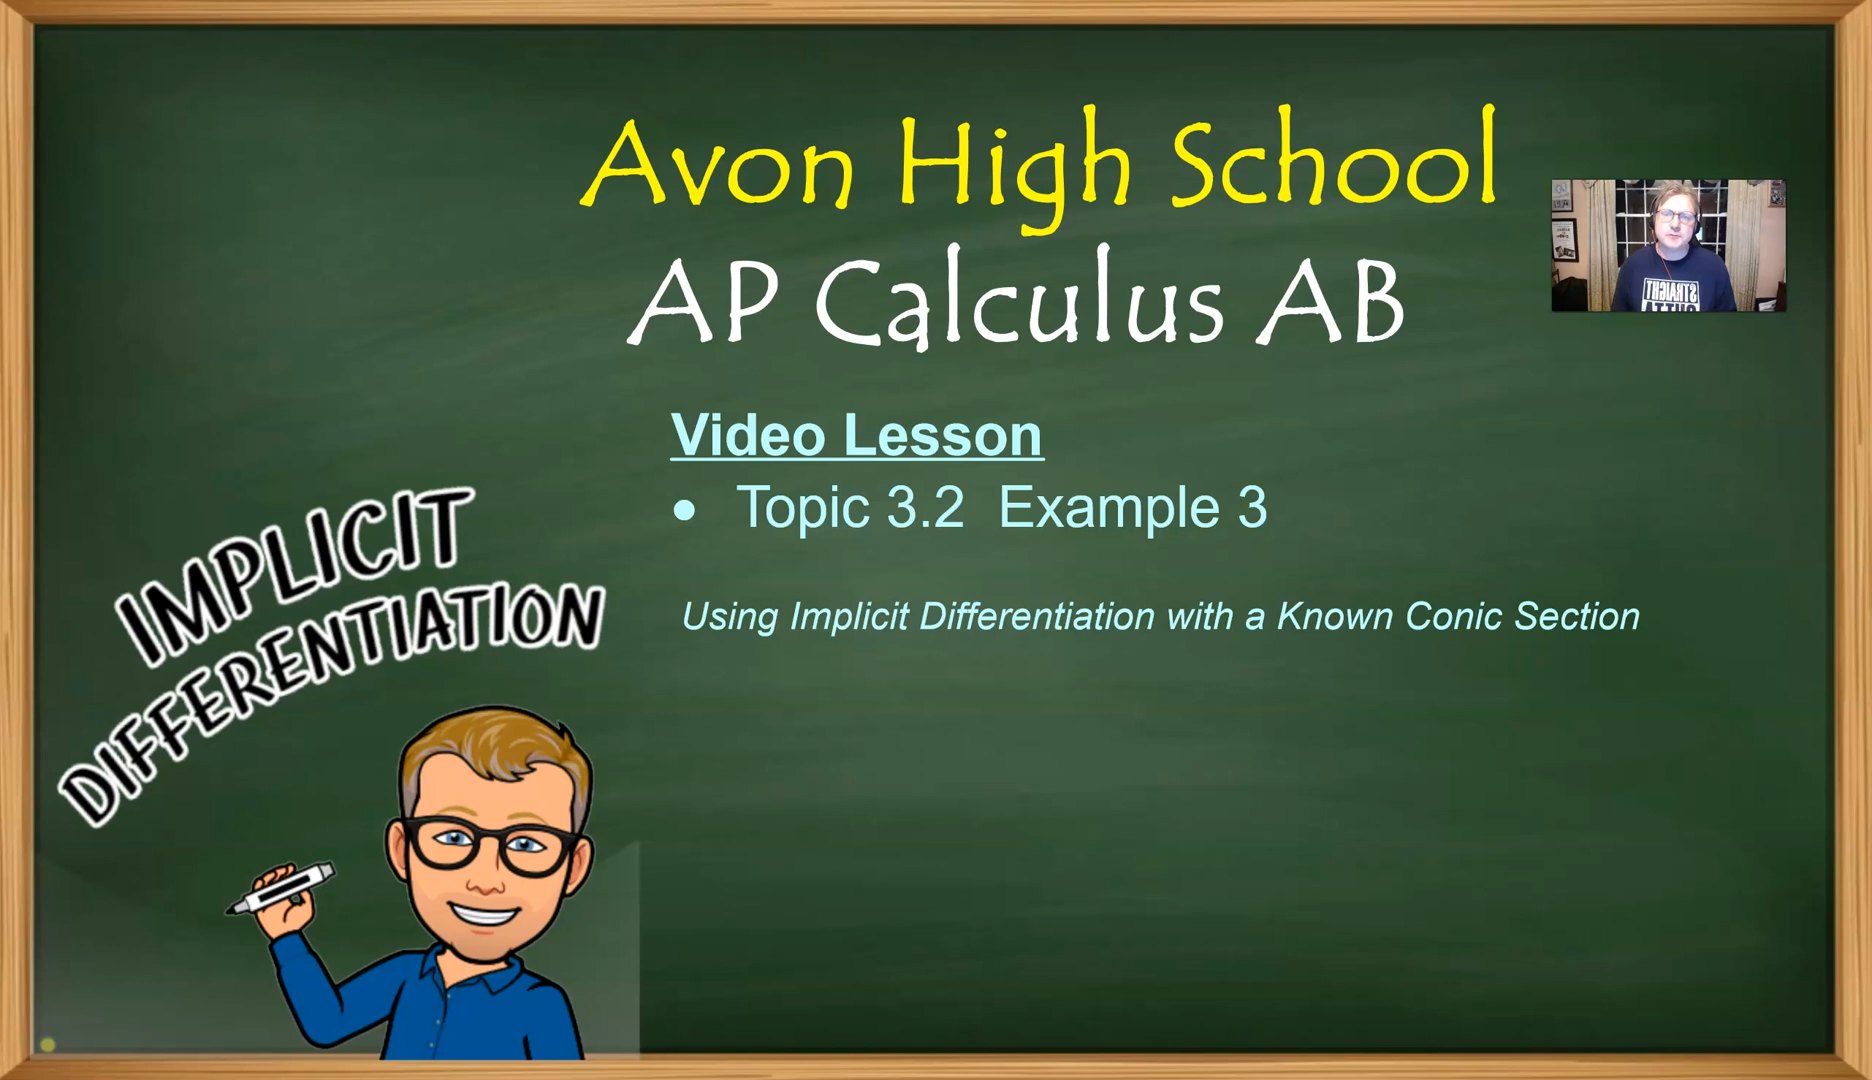 Avon High School
AP Calculus AB
Video Lesson
• Topic 3.2 Example 3
Using Implicit Differentiation with a Known Conic Section
IMPLICIT
DIFFERENTIATION
STRAIGHT